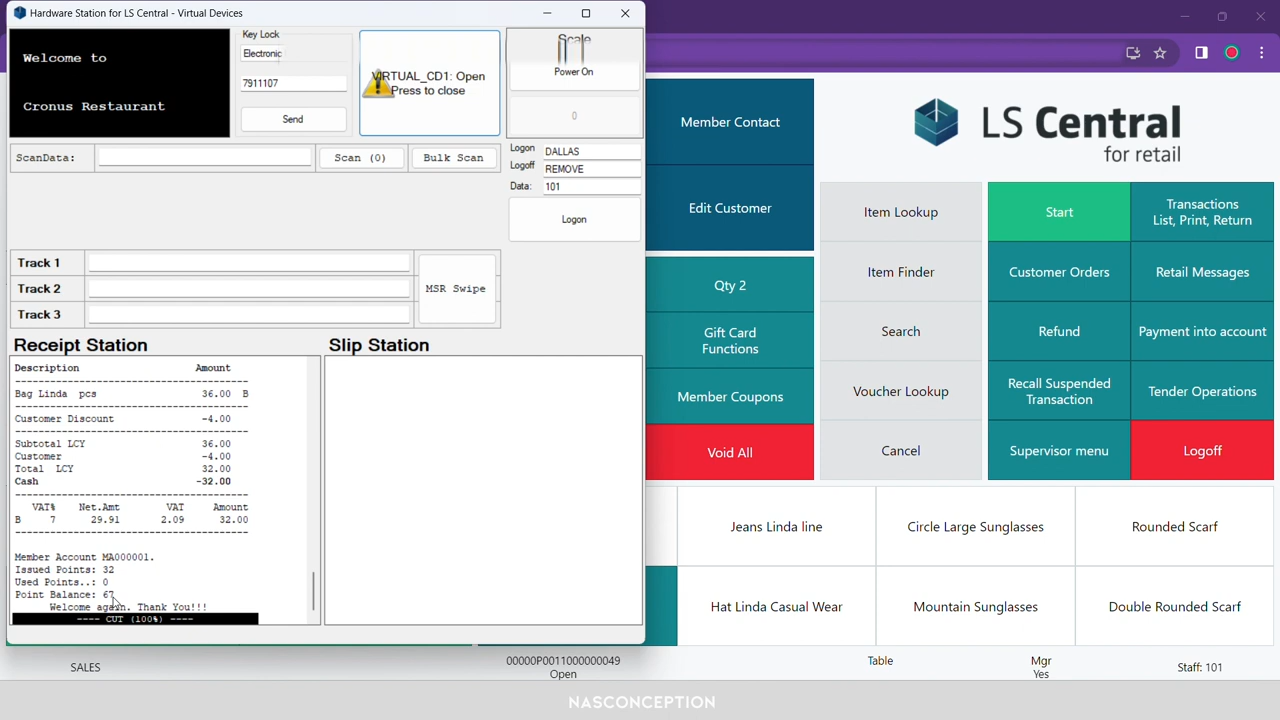 Hardware Station for LS Central - Virtual Devices
Welcome to
Cronus Restaurant
Key Lock
Electronic
7911107
Send
VIRTUAL_CD1: Open
Press to close
Scale
Power On
0
ScanData:
Scan (0)
Bulk Scan
Logon DALLAS
Logoff REMOVE
Data: 101
Logon
Track 1
Track 2
Track 3
MSR Swipe
Receipt Station
Slip Station
Description Amount
----------------------------------------
Bag Linda pcs 36.00 B
----------------------------------------
Customer Discount -4.00
----------------------------------------
Subtotal LCY 36.00
Customer -4.00
Total LCY 32.00
Cash -32.00
----------------------------------------
VAT% Net.Amt VAT Amount
B 7 29.91 2.09 32.00
----------------------------------------
Member Account MA000001.
Issued Points: 32
Used Points..: 0
Point Balance: 67
Welcome again. Thank You!!!
---- CUT (100%) ----
Member Contact
Edit Customer
Qty 2
Gift Card
Functions
Member Coupons
Void All
LS Central
for retail
Item Lookup
Item Finder
Search
Voucher Lookup
Cancel
Start
Transactions
List, Print, Return
Customer Orders
Retail Messages
Refund
Payment into account
Recall Suspended
Transaction
Tender Operations
Supervisor menu
Logoff
Jeans Linda line
Circle Large Sunglasses
Rounded Scarf
Hat Linda Casual Wear
Mountain Sunglasses
Double Rounded Scarf
SALES
00000P0011000000049
Open
Table
Mgr
Yes
Staff: 101
NASCONCEPTION